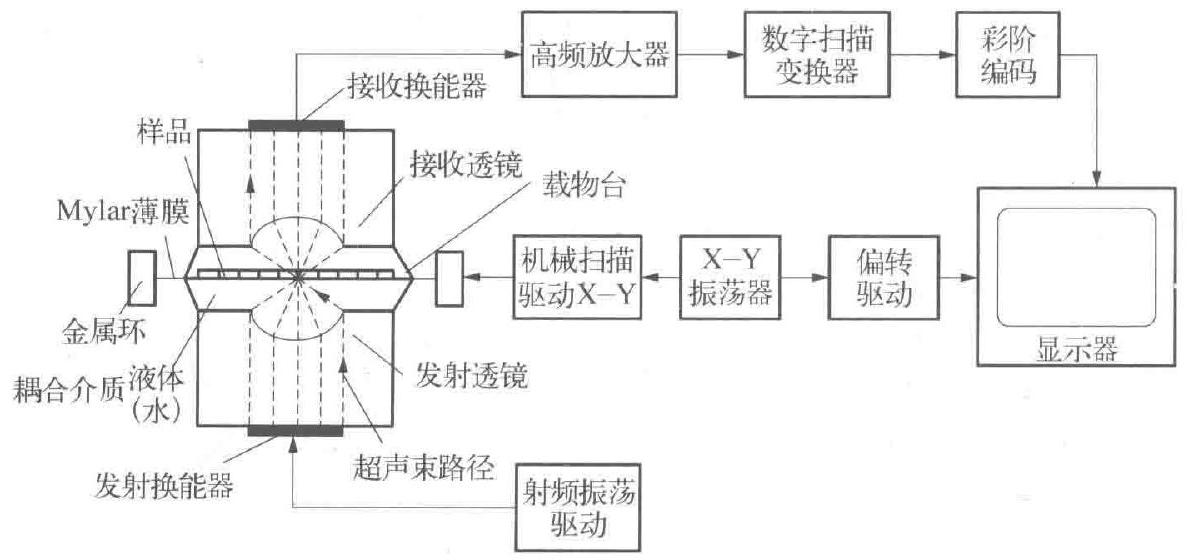 高频放大器
数字扫描
变换器
彩阶
编码
接收换能器
样品
接收透镜
载物台
Mylar薄膜
机械扫描
驱动X-Y
X-Y
振荡器
偏转
驱动
显示器
金属环
耦合介质
液体
(水)
发射透镜
发射换能器
超声束路径
射频振荡
驱动